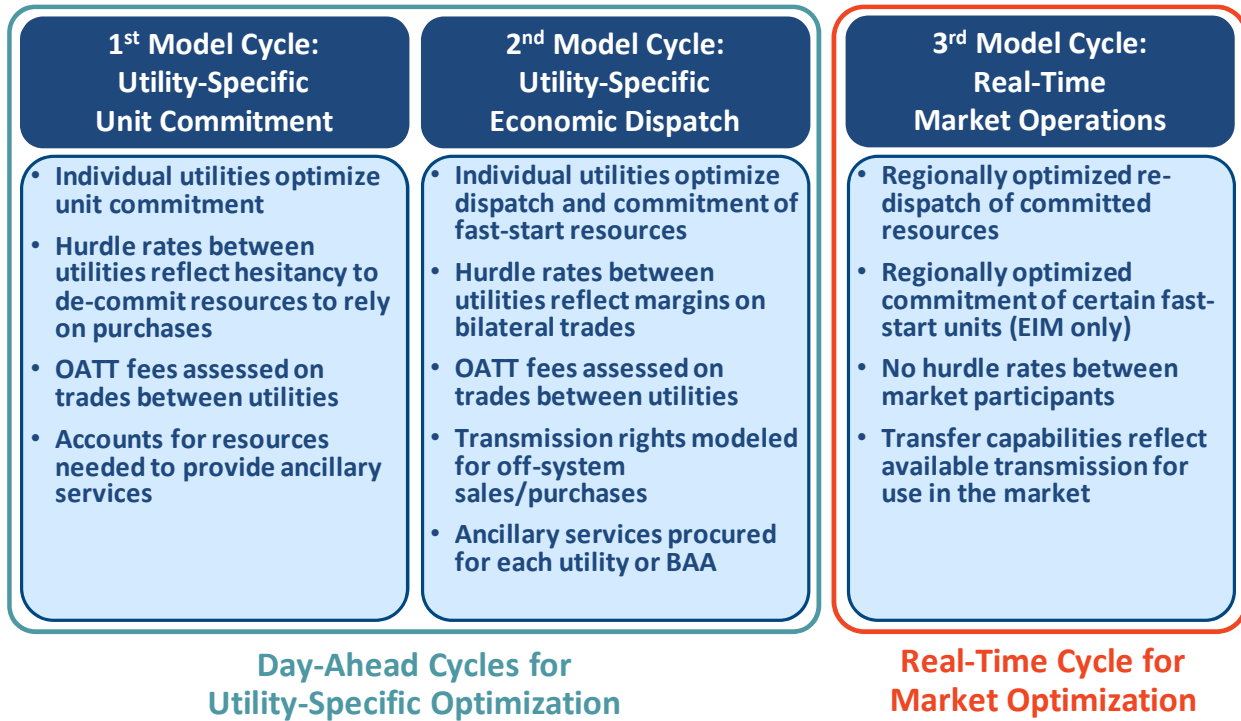 1st Model Cycle:
Utility-Specific
Unit Commitment
• Individual utilities optimize
unit commitment
• Hurdle rates between
utilities reflect hesitancy to
de-commit resources to rely
on purchases
• OATT fees assessed on
trades between utilities
• Accounts for resources
needed to provide ancillary
services
2nd Model Cycle:
Utility-Specific
Economic Dispatch
• Individual utilities optimize
dispatch and commitment of
fast-start resources
• Hurdle rates between
utilities reflect margins on
bilateral trades
• OATT fees assessed on
trades between utilities
• Transmission rights modeled
for off-system
sales/purchases
• Ancillary services procured
for each utility or BAA
Day-Ahead Cycles for
Utility-Specific Optimization
3rd Model Cycle:
Real-Time
Market Operations
• Regionally optimized re-
dispatch of committed
resources
• Regionally optimized
commitment of certain fast-
start units (EIM only)
• No hurdle rates between
market participants
• Transfer capabilities reflect
available transmission for
use in the market
Real-Time Cycle for
Market Optimization